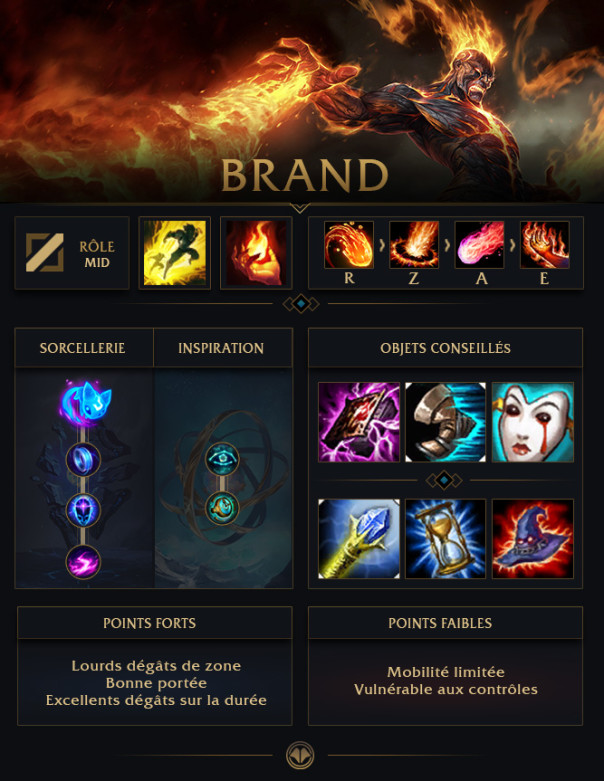 BRAND
RÔLE
MID
R
Z
A
E
SORCELLERIE
INSPIRATION
OBJETS CONSEILLÉS
POINTS FORTS
Lourds dégâts de zone
Bonne portée
Excellents dégâts sur la durée
POINTS FAIBLES
Mobilité limitée
Vulnérable aux contrôles